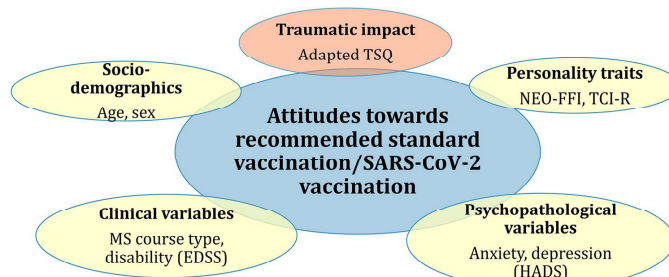 Traumatic impact
Adapted TSQ
Socio-
demographics
Age, sex
Personality traits
NEO-FFI, TCI-R
Attitudes towards
recommended standard
vaccination/SARS-CoV-2
vaccination
Clinical variables
MS course type,
disability (EDSS)
Psychopathological
variables
Anxiety, depression
(HADS)